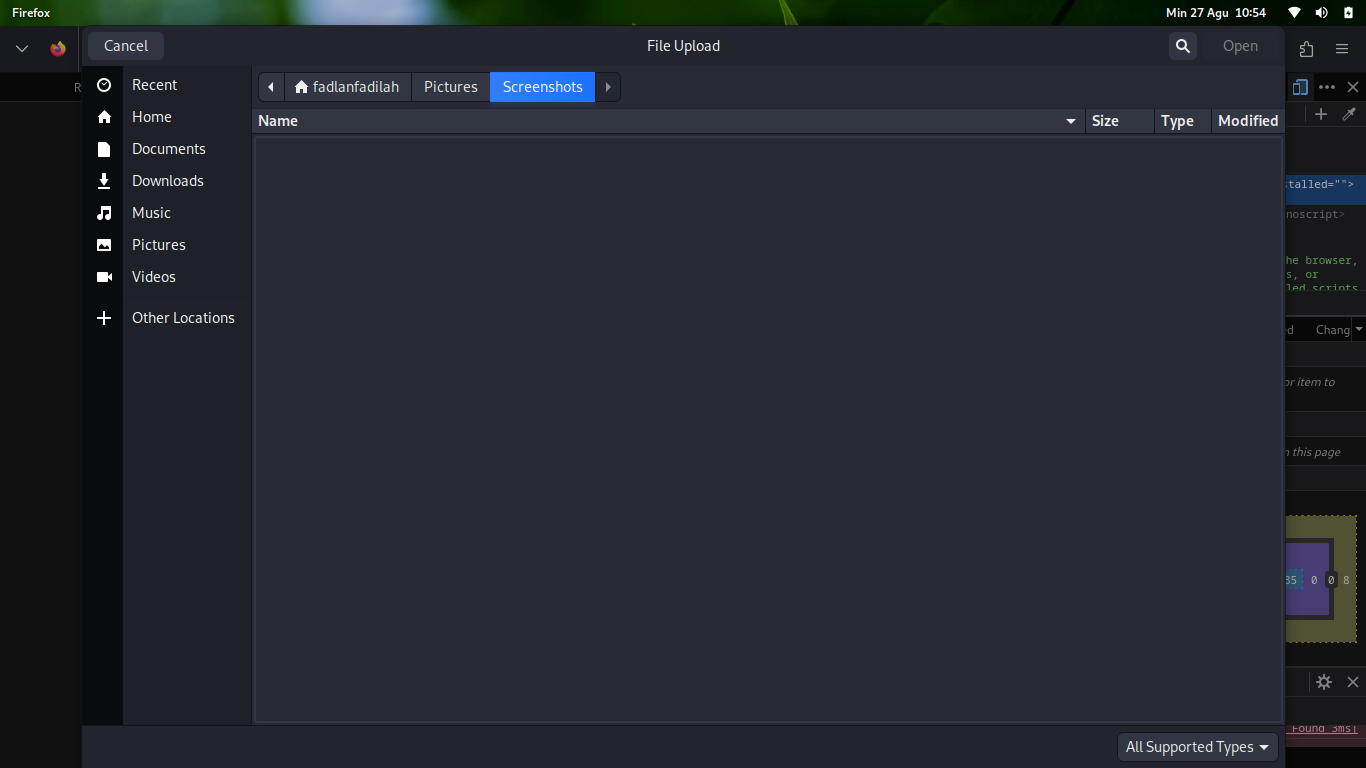 Firefox
Min 27 Agu 10:54
Cancel
File Upload
Open
R
Recent
Home
Documents
Downloads
Music
Pictures
Videos
Other Locations
fadlanfadilah
Pictures
Screenshots
Name
Size
Type
Modified
talled="">
noscript>
he browser,
s, or
led scripts
ed
Chang
or item to
n this page
35 0 0 8
Found 3ms]
All Supported Types